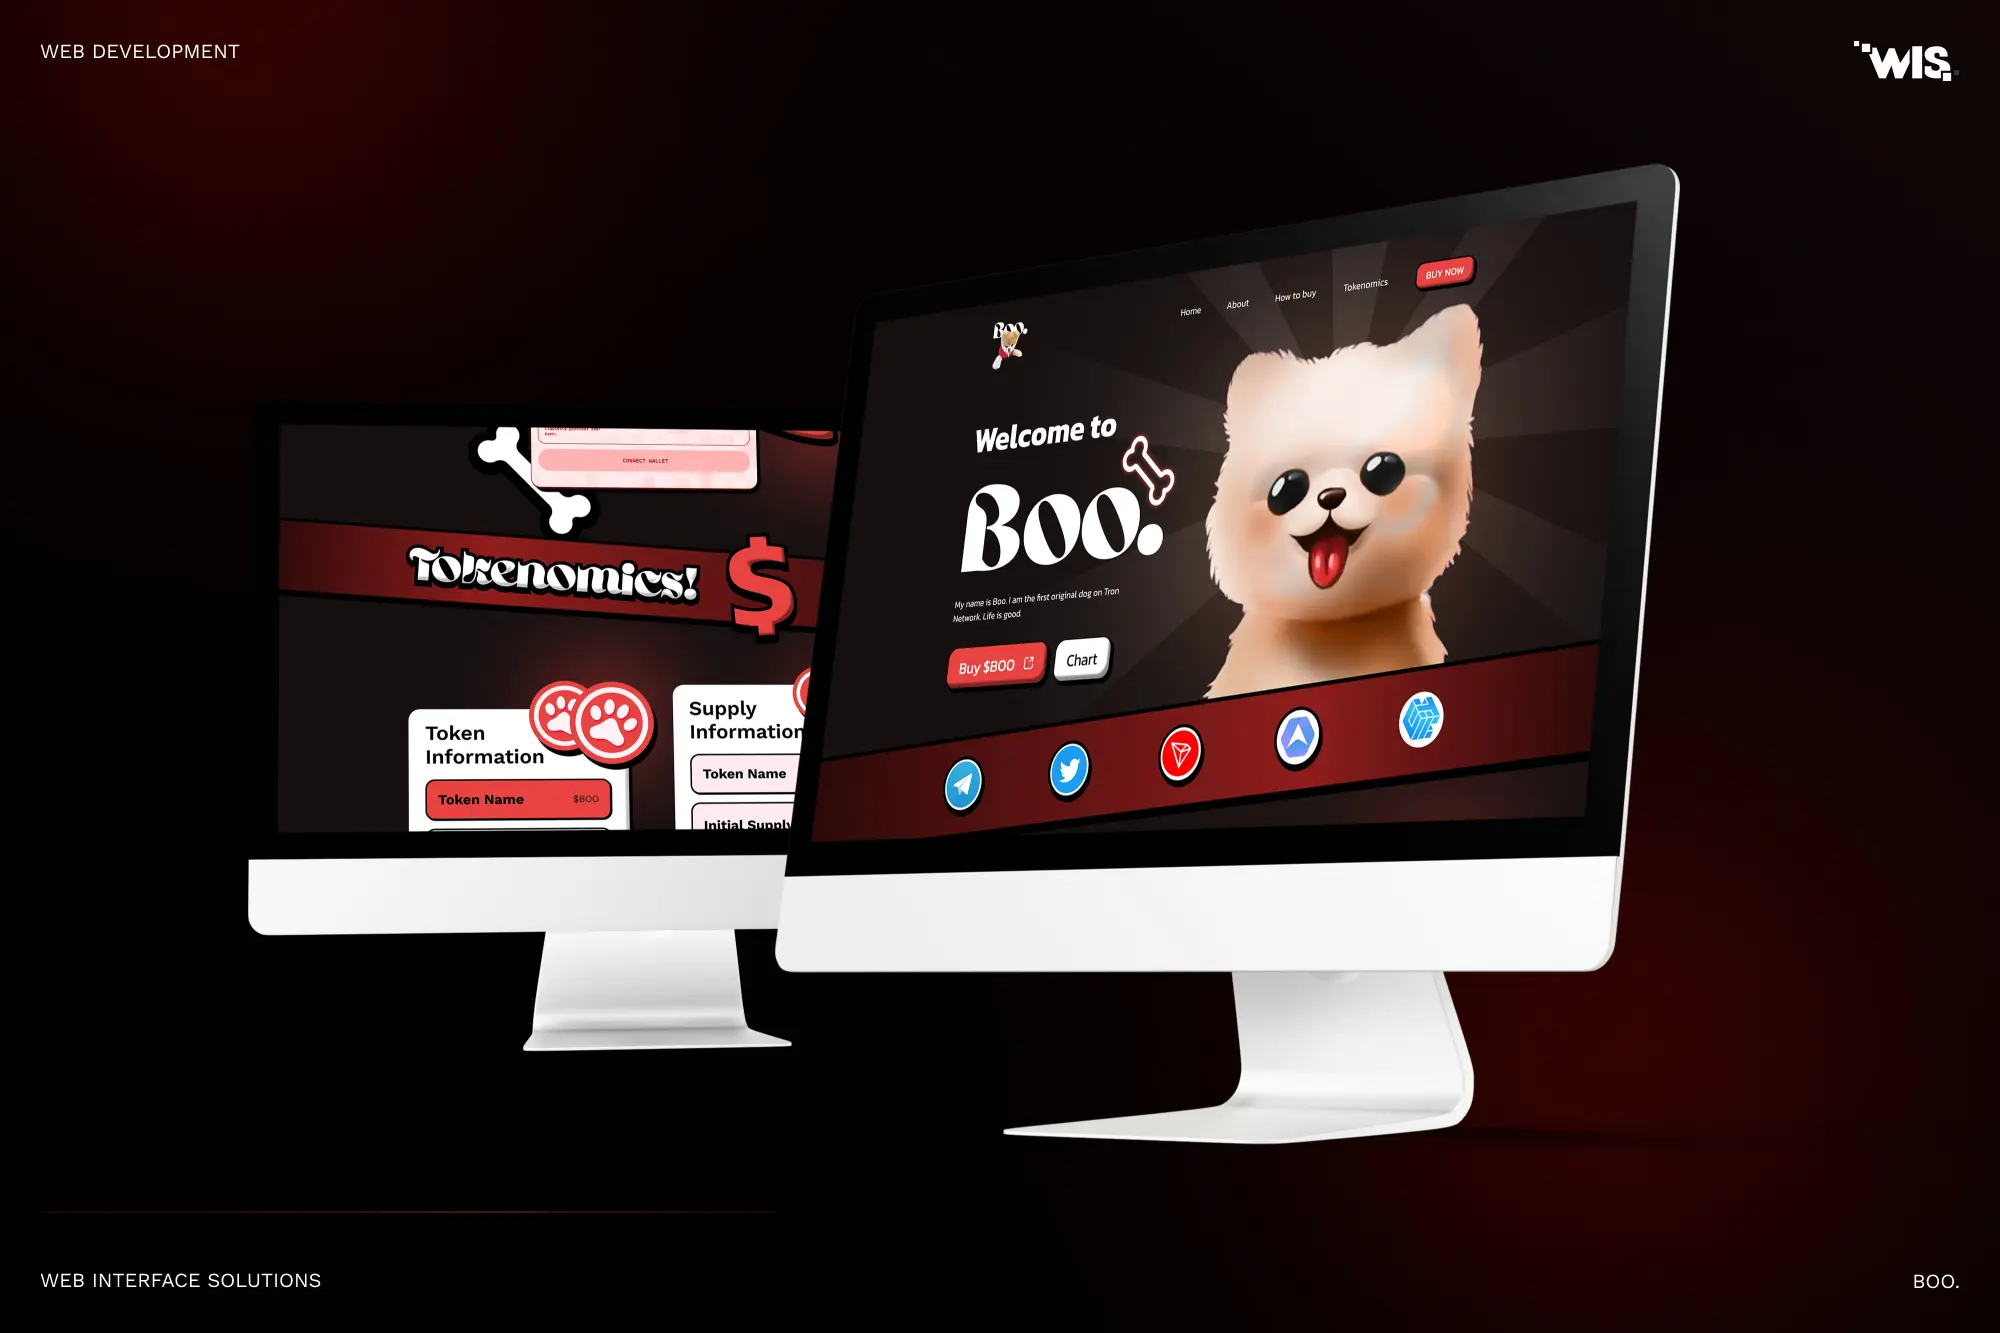 WEB DEVELOPMENT
WIS.
CONNECT WALLET
Tokenomics!
$
Token
Information
Token Name
$BOO
Supply
Information
Token Name
Initial Supply
Boo.
Home
About
How to buy
Tokenomics
BUY NOW
Welcome to
Boo.
My name is Boo. I am the first original dog on Tron
Network. Life is good.
Buy $BOO
Chart
WEB INTERFACE SOLUTIONS
BOO.